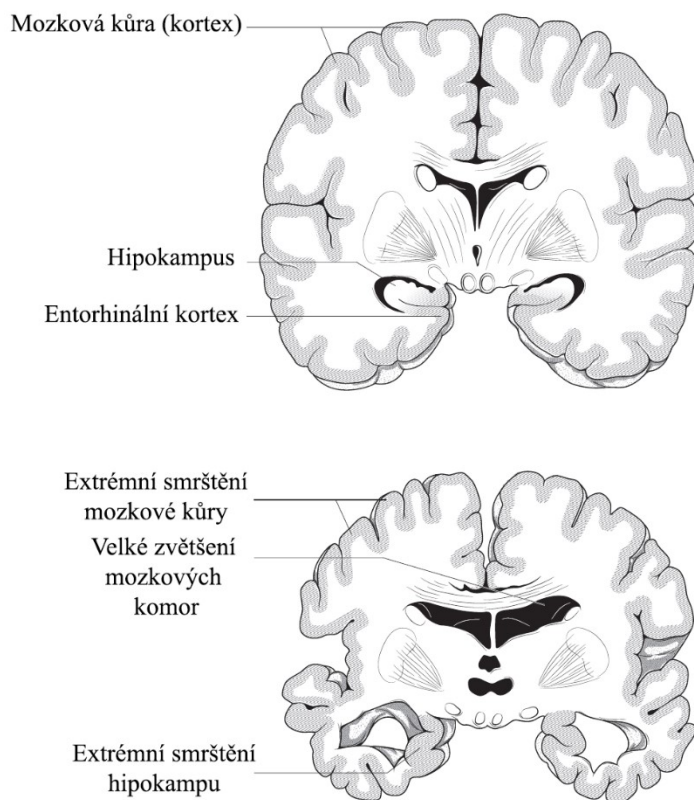 Mozková kůra (kortex)
Hipokampus
Entorhinální kortex
Extrémní smrštění
mozkové kůry
Velké zvětšení
mozkových
komor
Extrémní smrštění
hipokampu